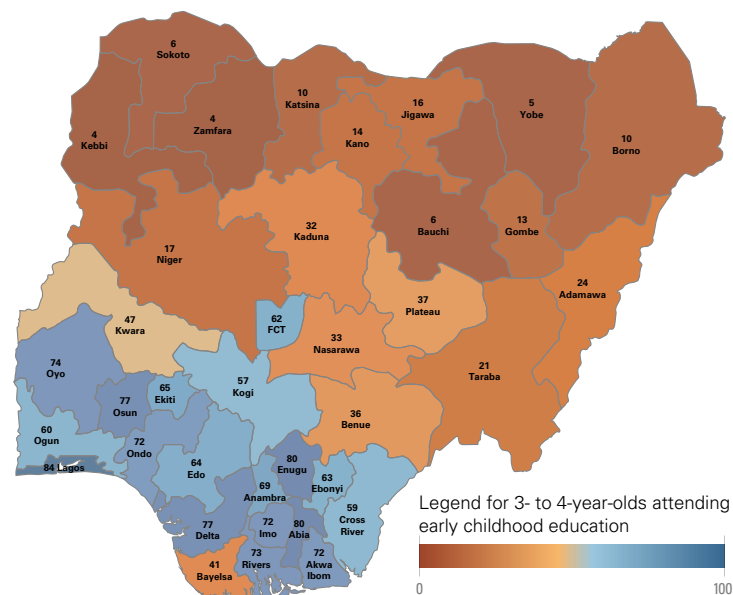 6
Sokoto
4
Kebbi
4
Zamfara
10
Katsina
14
Kano
16
Jigawa
5
Yobe
10
Borno
17
Niger
32
Kaduna
6
Bauchi
13
Gombe
24
Adamawa
47
Kwara
62
FCT
37
Plateau
33
Nasarawa
21
Taraba
74
Oyo
77
Osun
65
Ekiti
57
Kogi
36
Benue
60
Ogun
72
Ondo
64
Edo
80
Enugu
63
Ebonyi
69
Anambra
59
Cross
River
84 Lagos
77
Delta
72
Imo
80
Abia
41
Bayelsa
73
Rivers
72
Akwa
Ibom
Legend for 3- to 4-year-olds attending
early childhood education
0 100